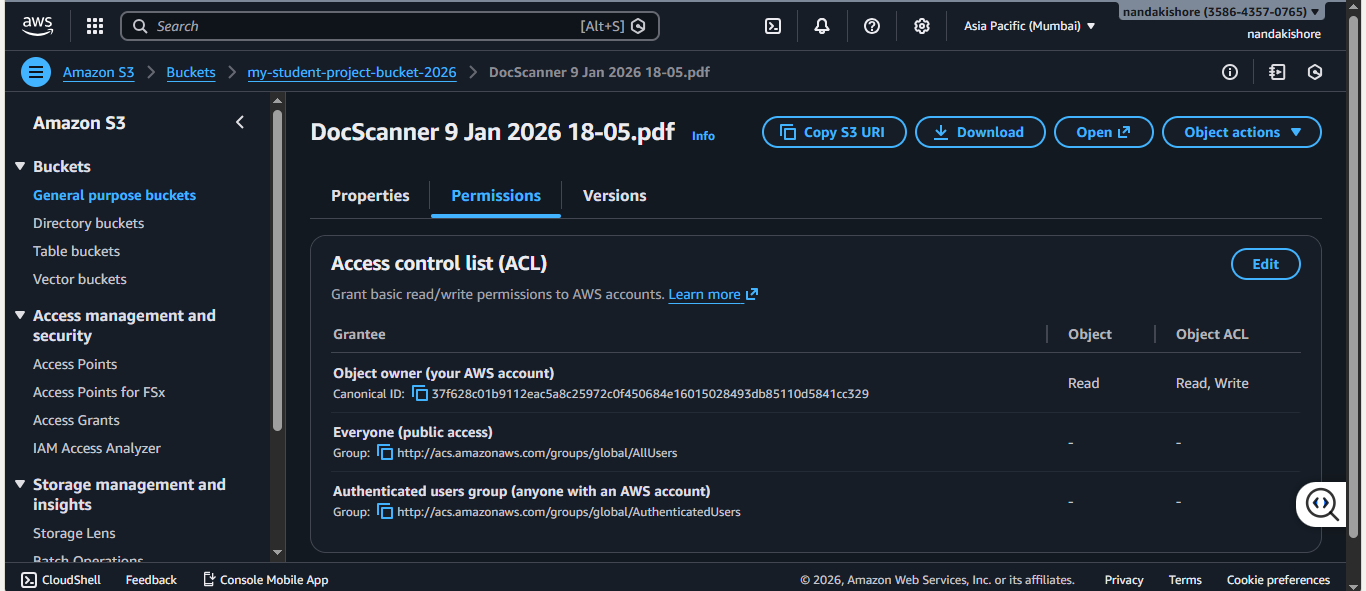 nandakishore (3586-4357-0765)
aws
Search
[Alt+S]
Asia Pacific (Mumbai)
nandakishore
Amazon S3
Buckets
my-student-project-bucket-2026
DocScanner 9 Jan 2026 18-05.pdf
Amazon S3
Buckets
General purpose buckets
Directory buckets
Table buckets
Vector buckets
Access management and
security
Access Points
Access Points for FSx
Access Grants
IAM Access Analyzer
Storage management and
insights
Storage Lens
Batch Operations
DocScanner 9 Jan 2026 18-05.pdf
Info
Copy S3 URI
Download
Open
Object actions
Properties
Permissions
Versions
Access control list (ACL)
Edit
Grant basic read/write permissions to AWS accounts. Learn more
Grantee
Object
Object ACL
Object owner (your AWS account)
Canonical ID: 37f628c01b9112eac5a8c25972c0f450684e16015028493db85110d5841cc329
Read
Read, Write
Everyone (public access)
Group: http://acs.amazonaws.com/groups/global/AllUsers
-
-
Authenticated users group (anyone with an AWS account)
Group: http://acs.amazonaws.com/groups/global/AuthenticatedUsers
-
-
CloudShell
Feedback
Console Mobile App
© 2026, Amazon Web Services, Inc. or its affiliates.
Privacy
Terms
Cookie preferences